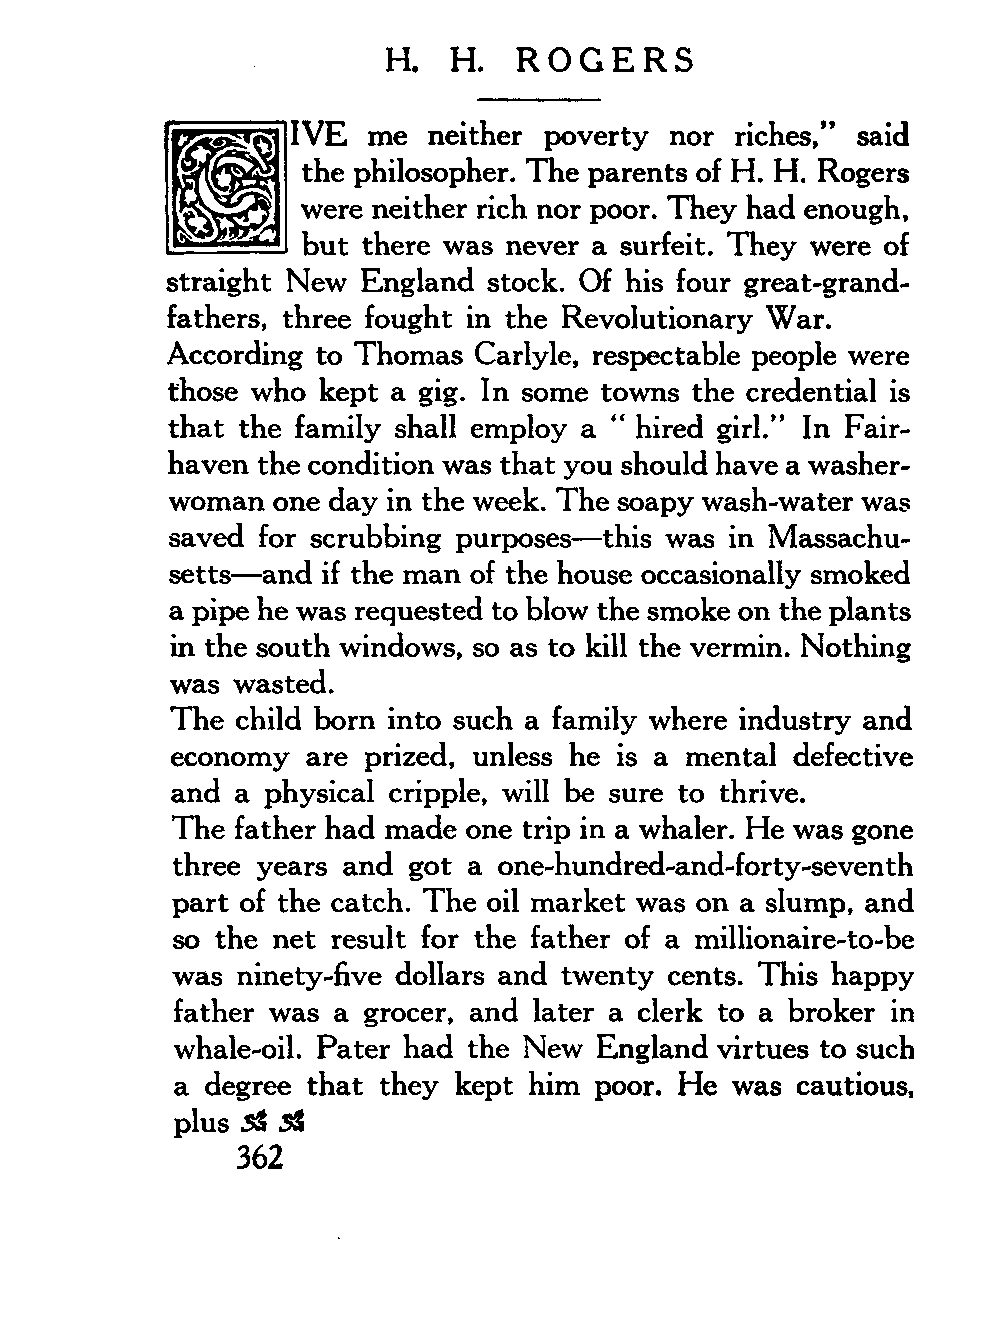 H. H. ROGERS
GIVE me neither poverty nor riches,” said
the philosopher. The parents of H. H. Rogers
were neither rich nor poor. They had enough,
but there was never a surfeit. They were of
straight New England stock. Of his four great-grand-
fathers, three fought in the Revolutionary War.
According to Thomas Carlyle, respectable people were
those who kept a gig. In some towns the credential is
that the family shall employ a “ hired girl.” In Fair-
haven the condition was that you should have a washer-
woman one day in the week. The soapy wash-water was
saved for scrubbing purposes—this was in Massachu-
setts—and if the man of the house occasionally smoked
a pipe he was requested to blow the smoke on the plants
in the south windows, so as to kill the vermin. Nothing
was wasted.
The child born into such a family where industry and
economy are prized, unless he is a mental defective
and a physical cripple, will be sure to thrive.
The father had made one trip in a whaler. He was gone
three years and got a one-hundred-and-forty-seventh
part of the catch. The oil market was on a slump, and
so the net result for the father of a millionaire-to-be
was ninety-five dollars and twenty cents. This happy
father was a grocer, and later a clerk to a broker in
whale-oil. Pater had the New England virtues to such
a degree that they kept him poor. He was cautious,
plus
362